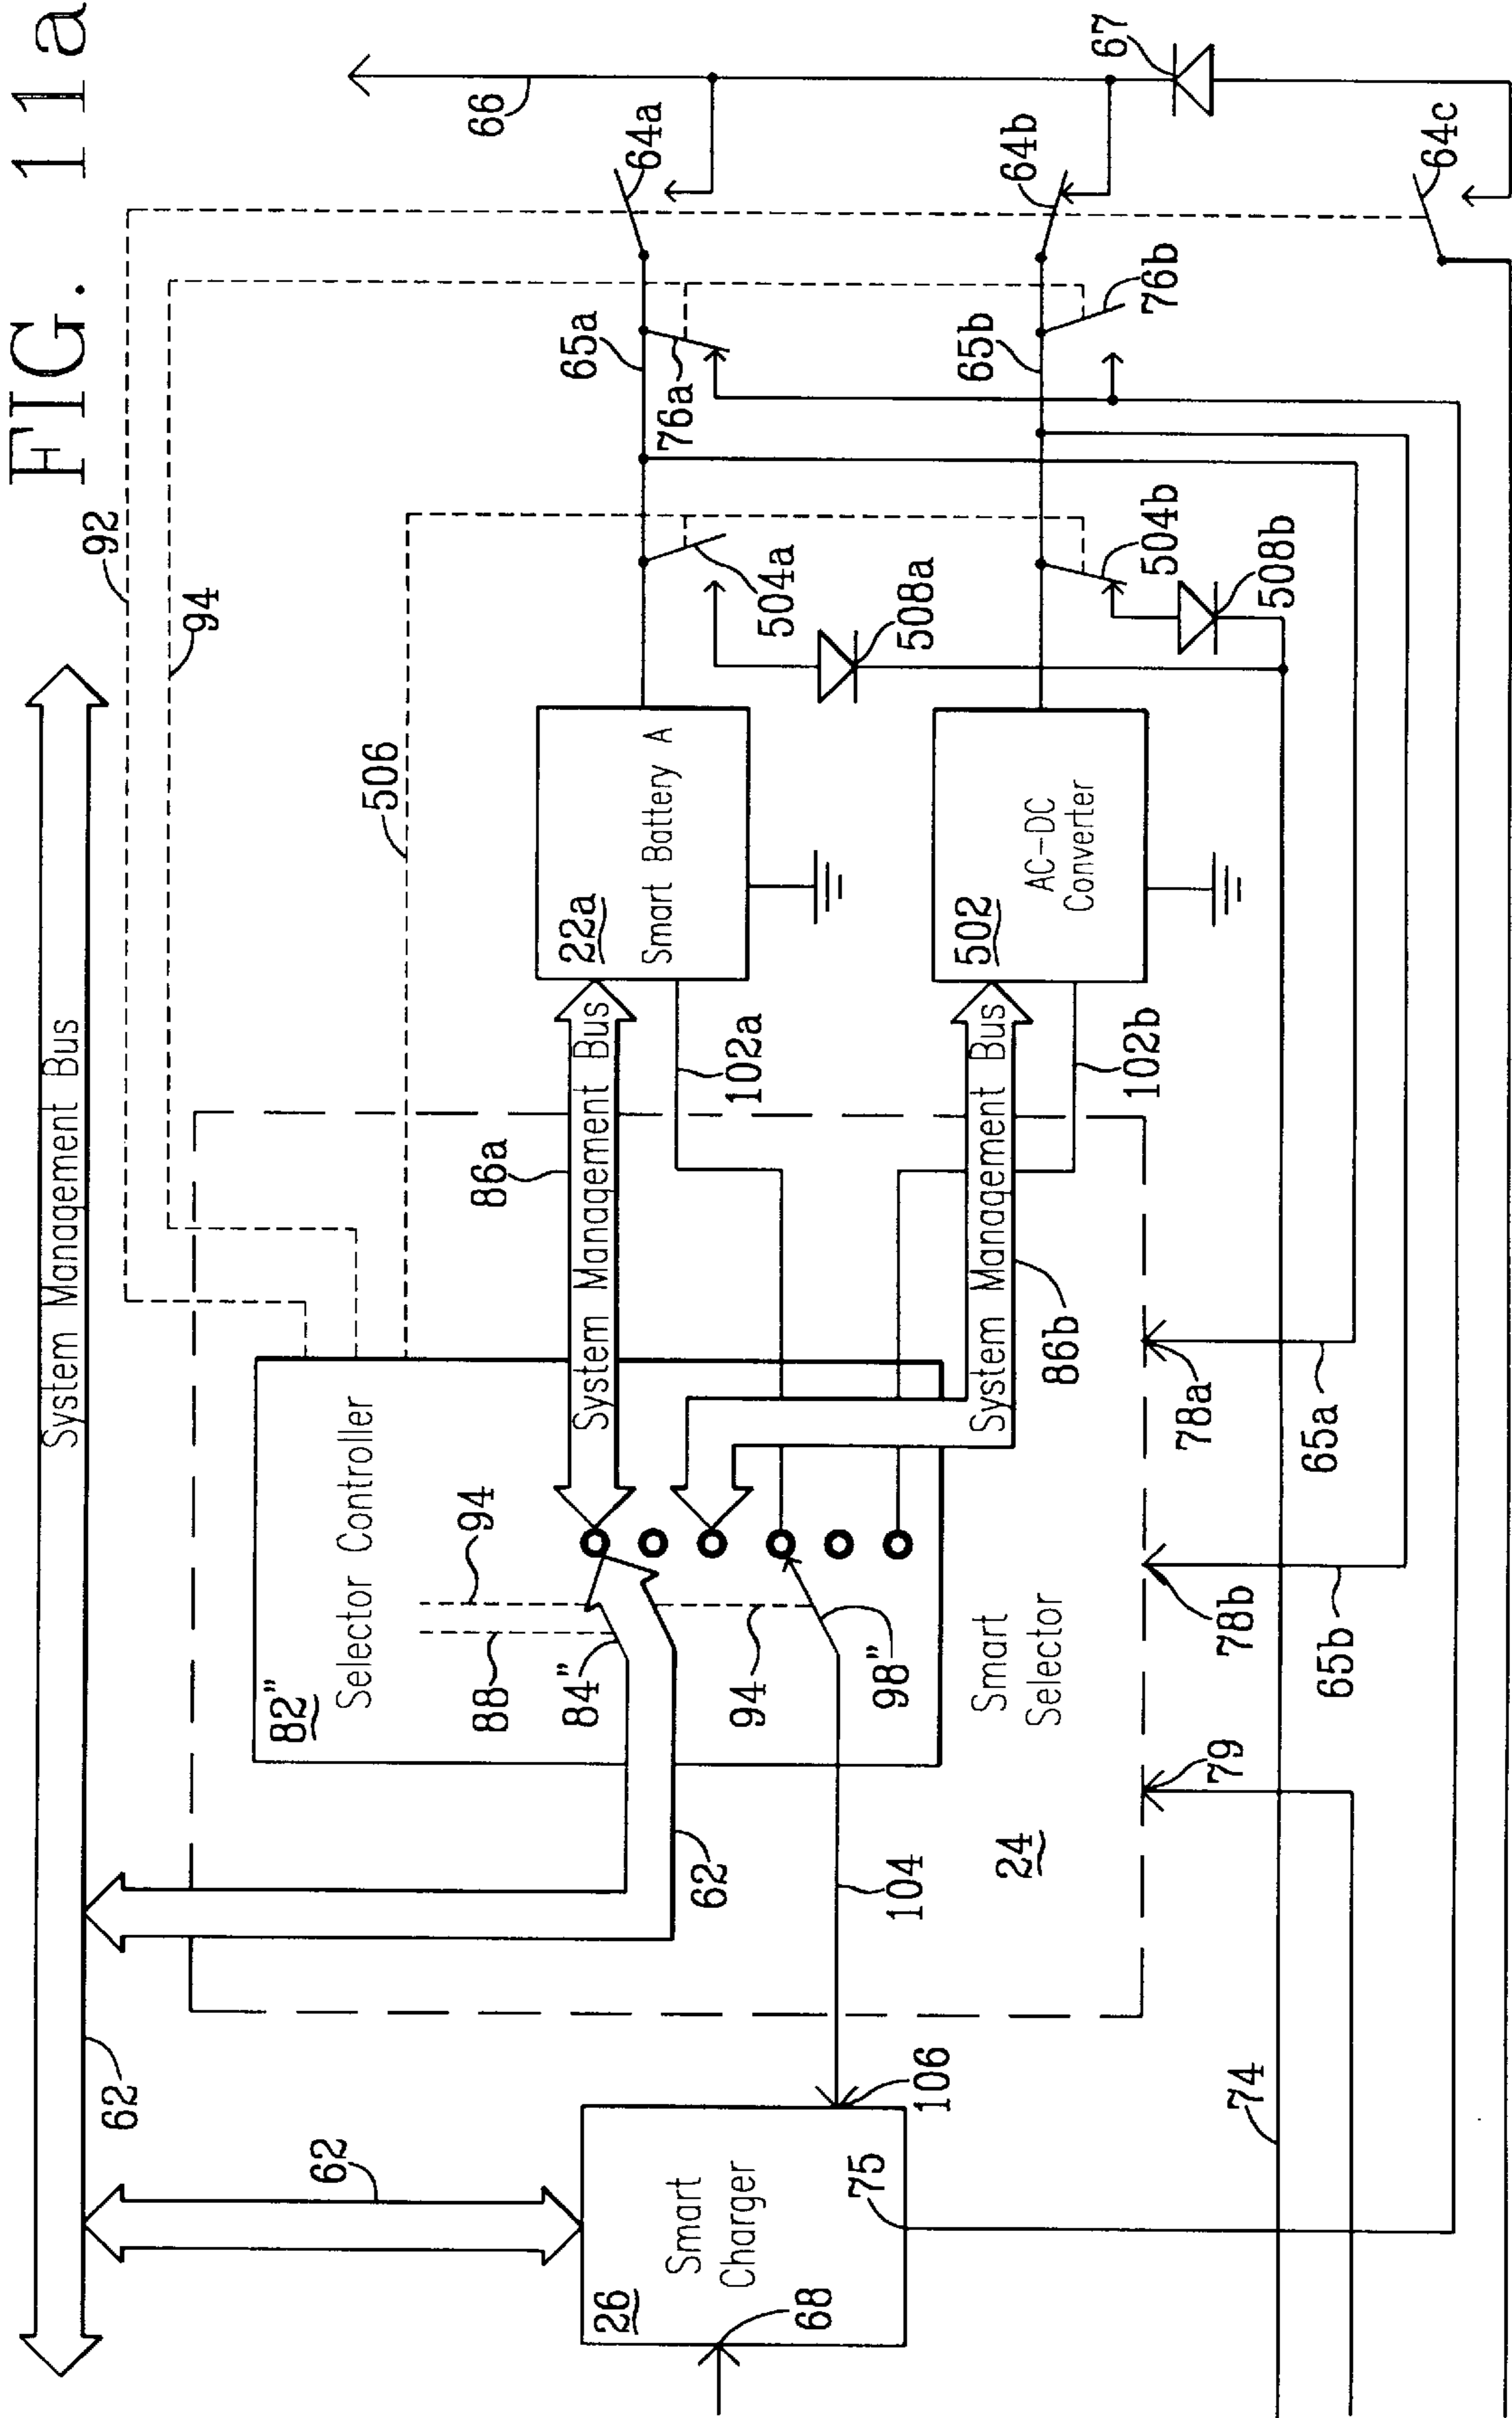 FIG. 11a
System Management Bus
92
94
506
62
62
82"
Selector Controller
94
88
84"
94
98"
62
86a
System Management Bus
System Management Bus
86b
22a
Smart Battery A
102a
502
AC-DC
Converter
102b
65a
76a
65b
76b
504a
504b
508a
508b
64a
64b
64c
66
67
26
Smart
Charger
68
75
106
104
24
Smart
Selector
79
78b
78a
65b
65a
74